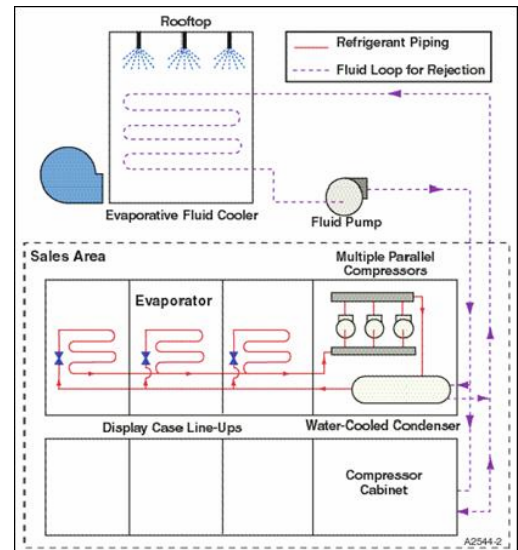 Rooftop
Refrigerant Piping
Fluid Loop for Rejection
Evaporative Fluid Cooler
Fluid Pump
Sales Area
Multiple Parallel
Compressors
Evaporator
Display Case Line-Ups
Water-Cooled Condenser
Compressor
Cabinet
A2544-2